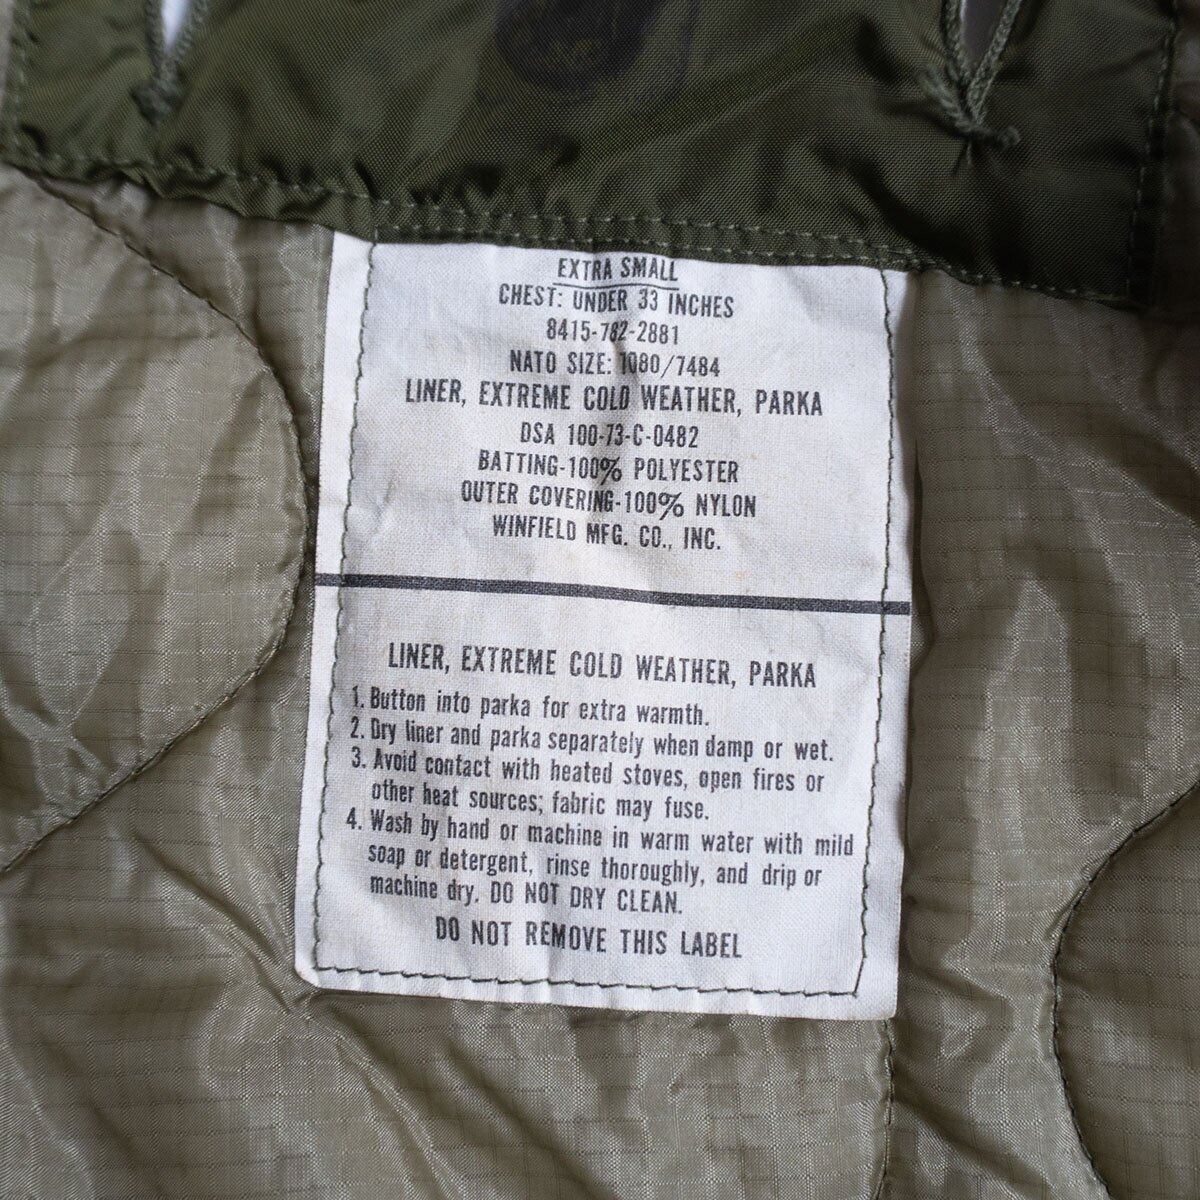 EXTRA SMALL
CHEST: UNDER 33 INCHES
8415-782-2881
NATO SIZE: 1080/7484
LINER, EXTREME COLD WEATHER, PARKA
DSA 100-73-C-0482
BATTING-100% POLYESTER
OUTER COVERING-100% NYLON
WINFIELD MFG. CO., INC.
LINER, EXTREME COLD WEATHER, PARKA
1. Button into parka for extra warmth.
2. Dry liner and parka separately when damp or wet.
3. Avoid contact with heated stoves, open fires or
other heat sources; fabric may fuse.
4. Wash by hand or machine in warm water with mild
soap or detergent, rinse thoroughly, and drip or
machine dry. DO NOT DRY CLEAN.
DO NOT REMOVE THIS LABEL